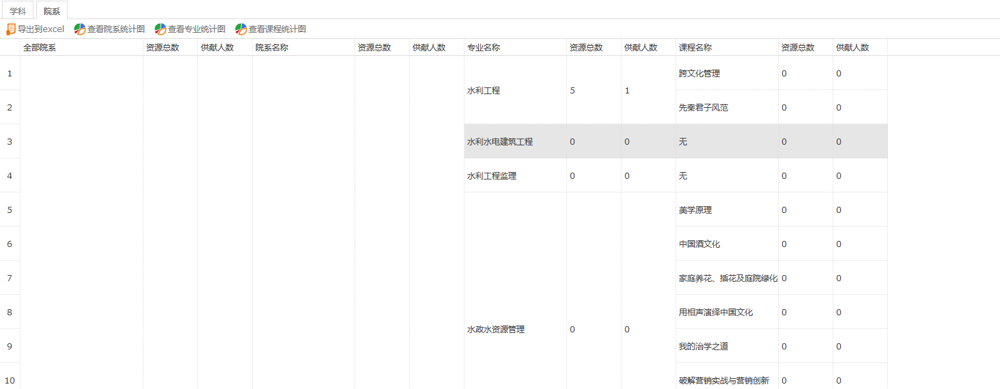 学科 院系
导出到excel 查看院系统计图 查看专业统计图 查看课程统计图
全部院系 资源总数 供献人数 院系名称 资源总数 供献人数 专业名称 资源总数 供献人数 课程名称 资源总数 供献人数
1 跨文化管理 0 0
水利工程 5 1
2 先秦君子风范 0 0
3 水利水电建筑工程 0 0 无 0 0
4 水利工程监理 0 0 无 0 0
5 美学原理 0 0
6 中国酒文化 0 0
7 家庭养花、插花及庭院绿化 0 0
8 用相声演绎中国文化 0 0
水政水资源管理 0 0
9 我的治学之道 0 0
10 破解营销实战与营销创新 0 0